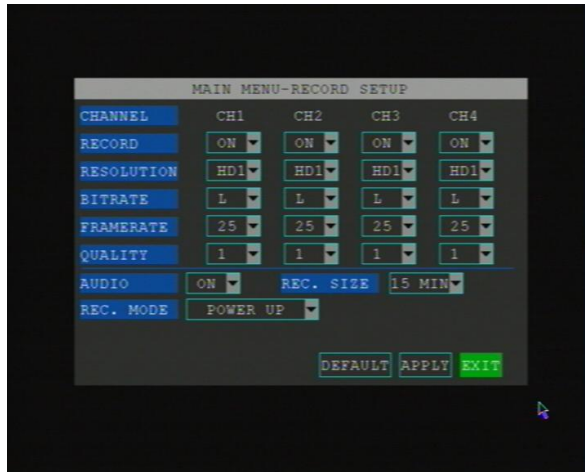 MAIN MENU-RECORD SETUP
CHANNEL CH1 CH2 CH3 CH4
RECORD ON ON ON ON
RESOLUTION HD1 HD1 HD1 HD1
BITRATE L L L L
FRAMERATE 25 25 25 25
QUALITY 1 1 1 1
AUDIO ON REC. SIZE 15 MIN
REC. MODE POWER UP
DEFAULT APPLY EXIT